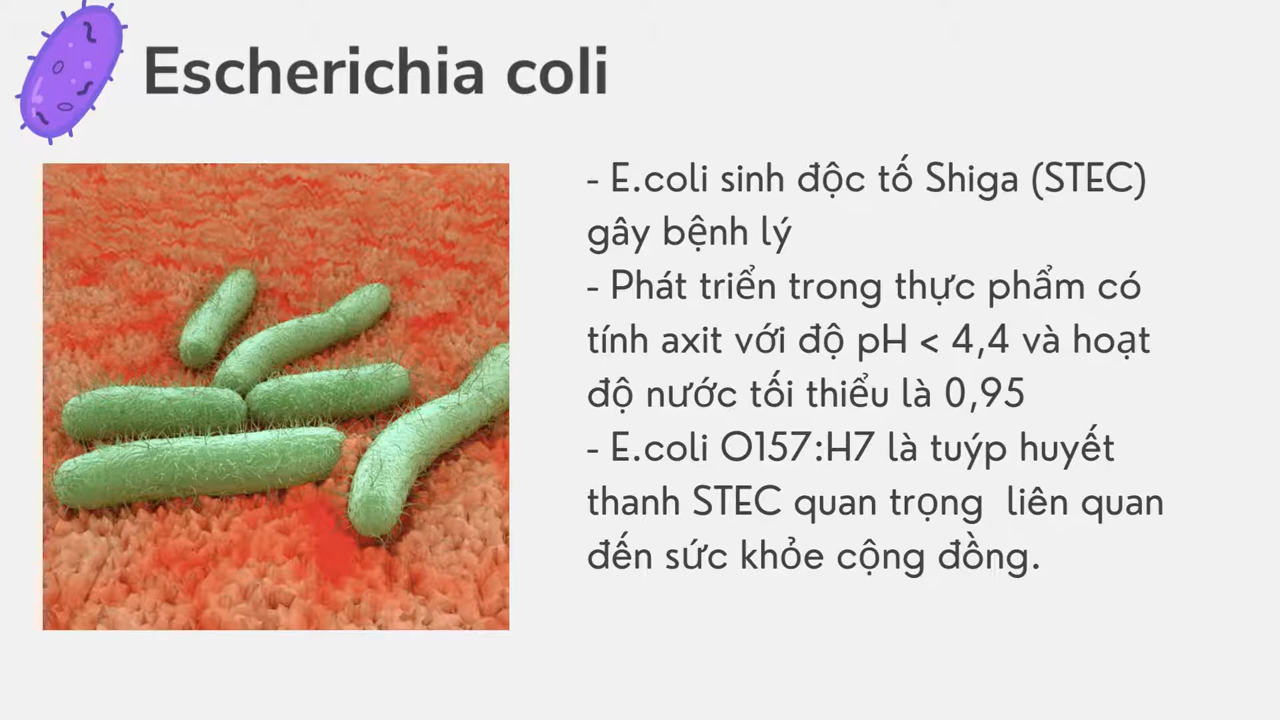 Escherichia coli
- E.coli sinh độc tố Shiga (STEC)
gây bệnh lý
- Phát triển trong thực phẩm có
tính axit với độ pH < 4,4 và hoạt
độ nước tối thiểu là 0,95
- E.coli O157:H7 là tuýp huyết
thanh STEC quan trọng  liên quan
đến sức khỏe cộng đồng.